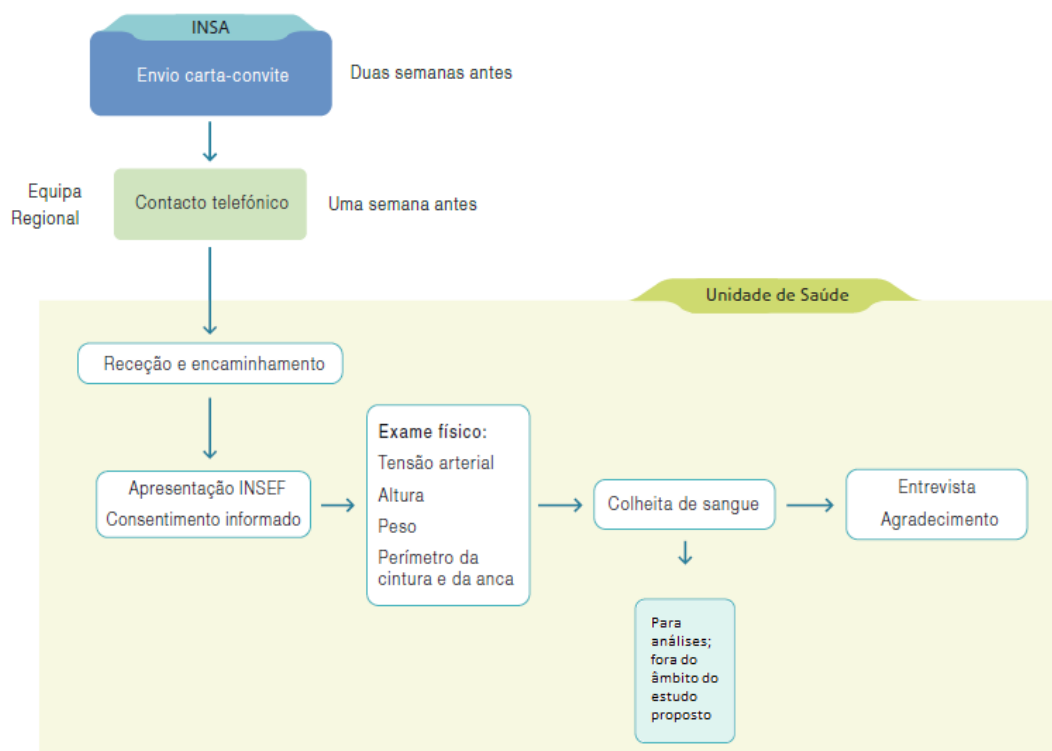 INSA
Envio carta-convite
Duas semanas antes
Equipa
Regional
Contacto telefónico
Uma semana antes
Unidade de Saúde
Receção e encaminhamento
Apresentação INSEF
Consentimento informado
Exame físico:
Tensão arterial
Altura
Peso
Perímetro da
cintura e da anca
Colheita de sangue
Entrevista
Agradecimento
Para
análises;
fora do
âmbito do
estudo
proposto